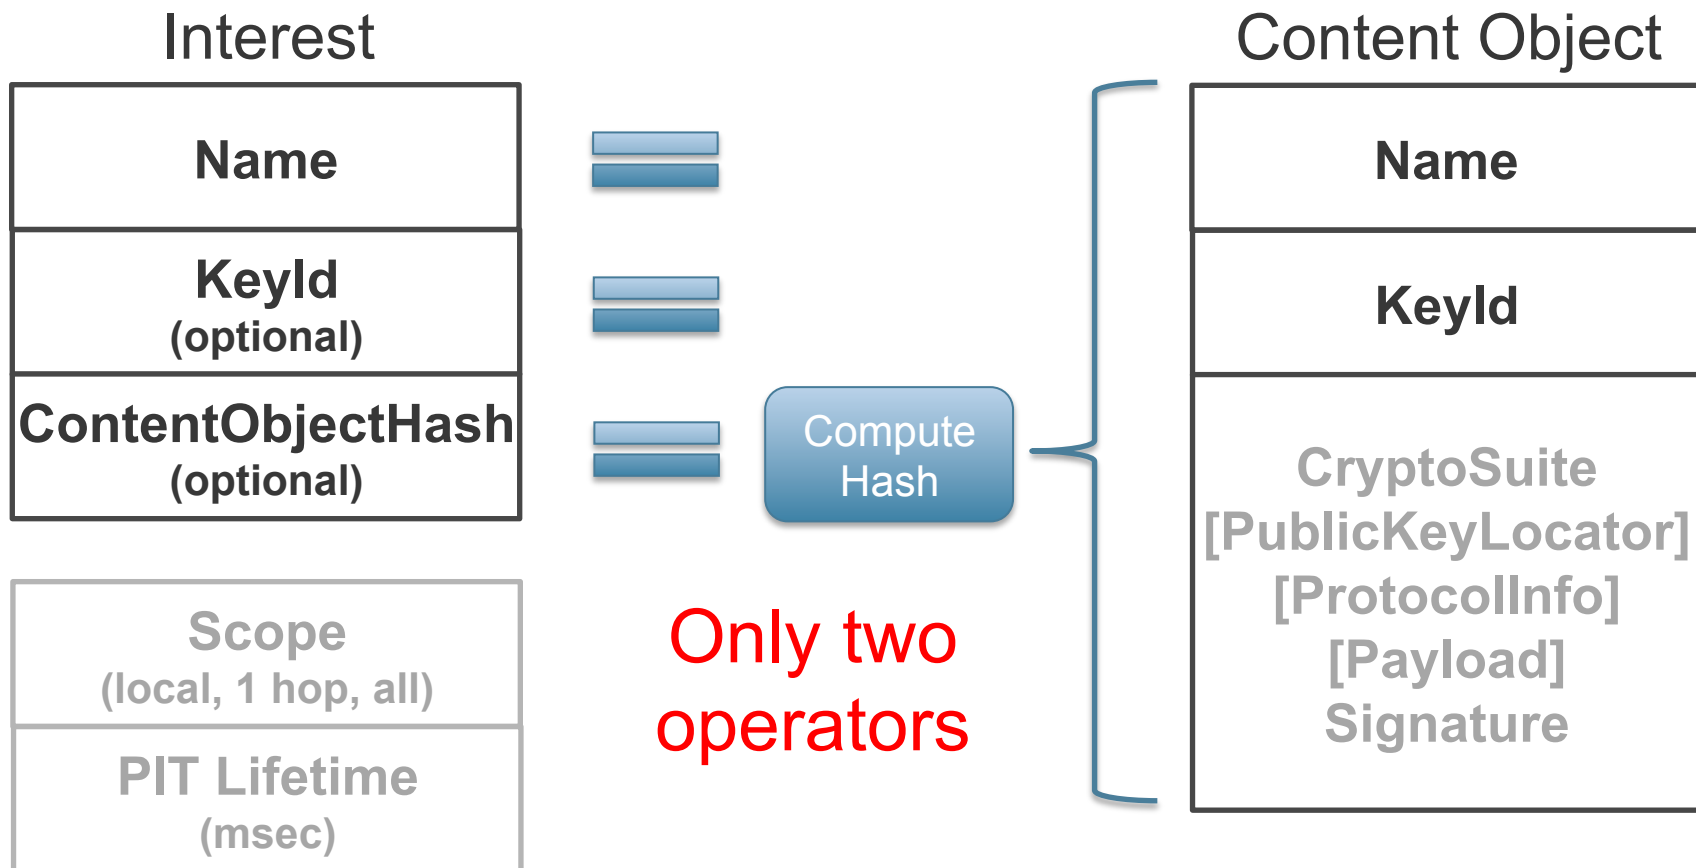 Interest
Name
KeyId
(optional)
ContentObjectHash
(optional)
Scope
(local, 1 hop, all)
PIT Lifetime
(msec)
Compute
Hash
Only two
operators
Content Object
Name
KeyId
CryptoSuite
[PublicKeyLocator]
[ProtocolInfo]
[Payload]
Signature